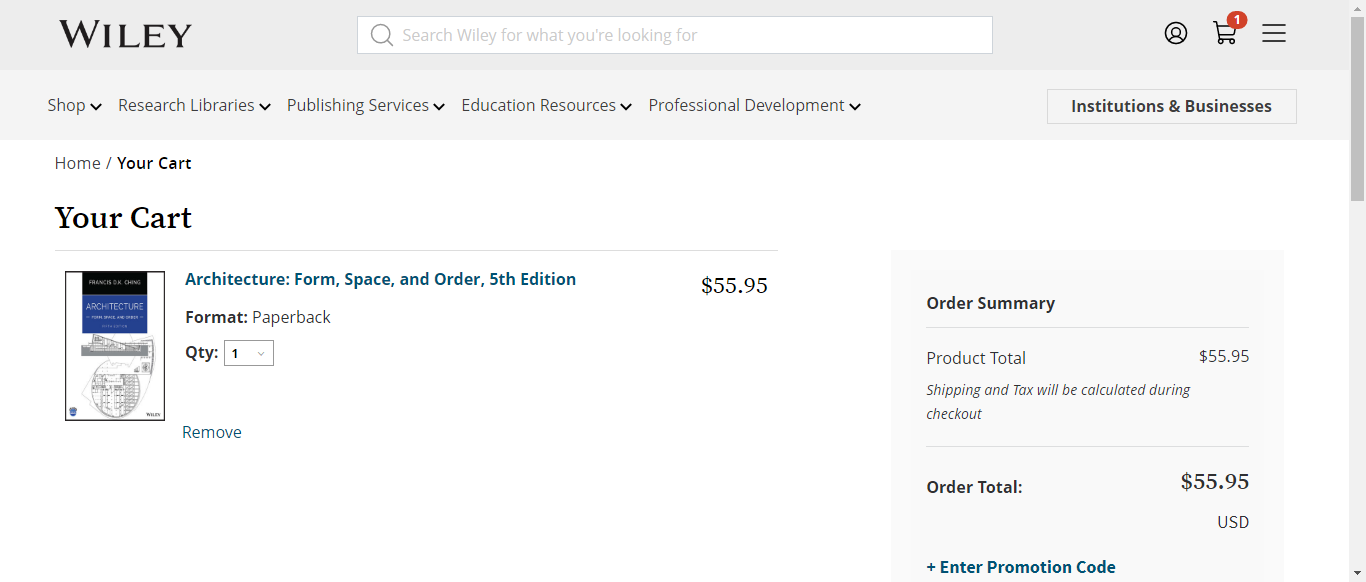 WILEY
Search Wiley for what you're looking for
1
Shop
Research Libraries
Publishing Services
Education Resources
Professional Development
Institutions & Businesses
Home / Your Cart
Your Cart
FRANCIS D.K. CHING
ARCHITECTURE
FORM, SPACE, AND ORDER
FIFTH EDITION
WILEY
Architecture: Form, Space, and Order, 5th Edition
$55.95
Format: Paperback
Qty: 1
Remove
Order Summary
Product Total $55.95
Shipping and Tax will be calculated during
checkout
Order Total: $55.95
USD
+ Enter Promotion Code